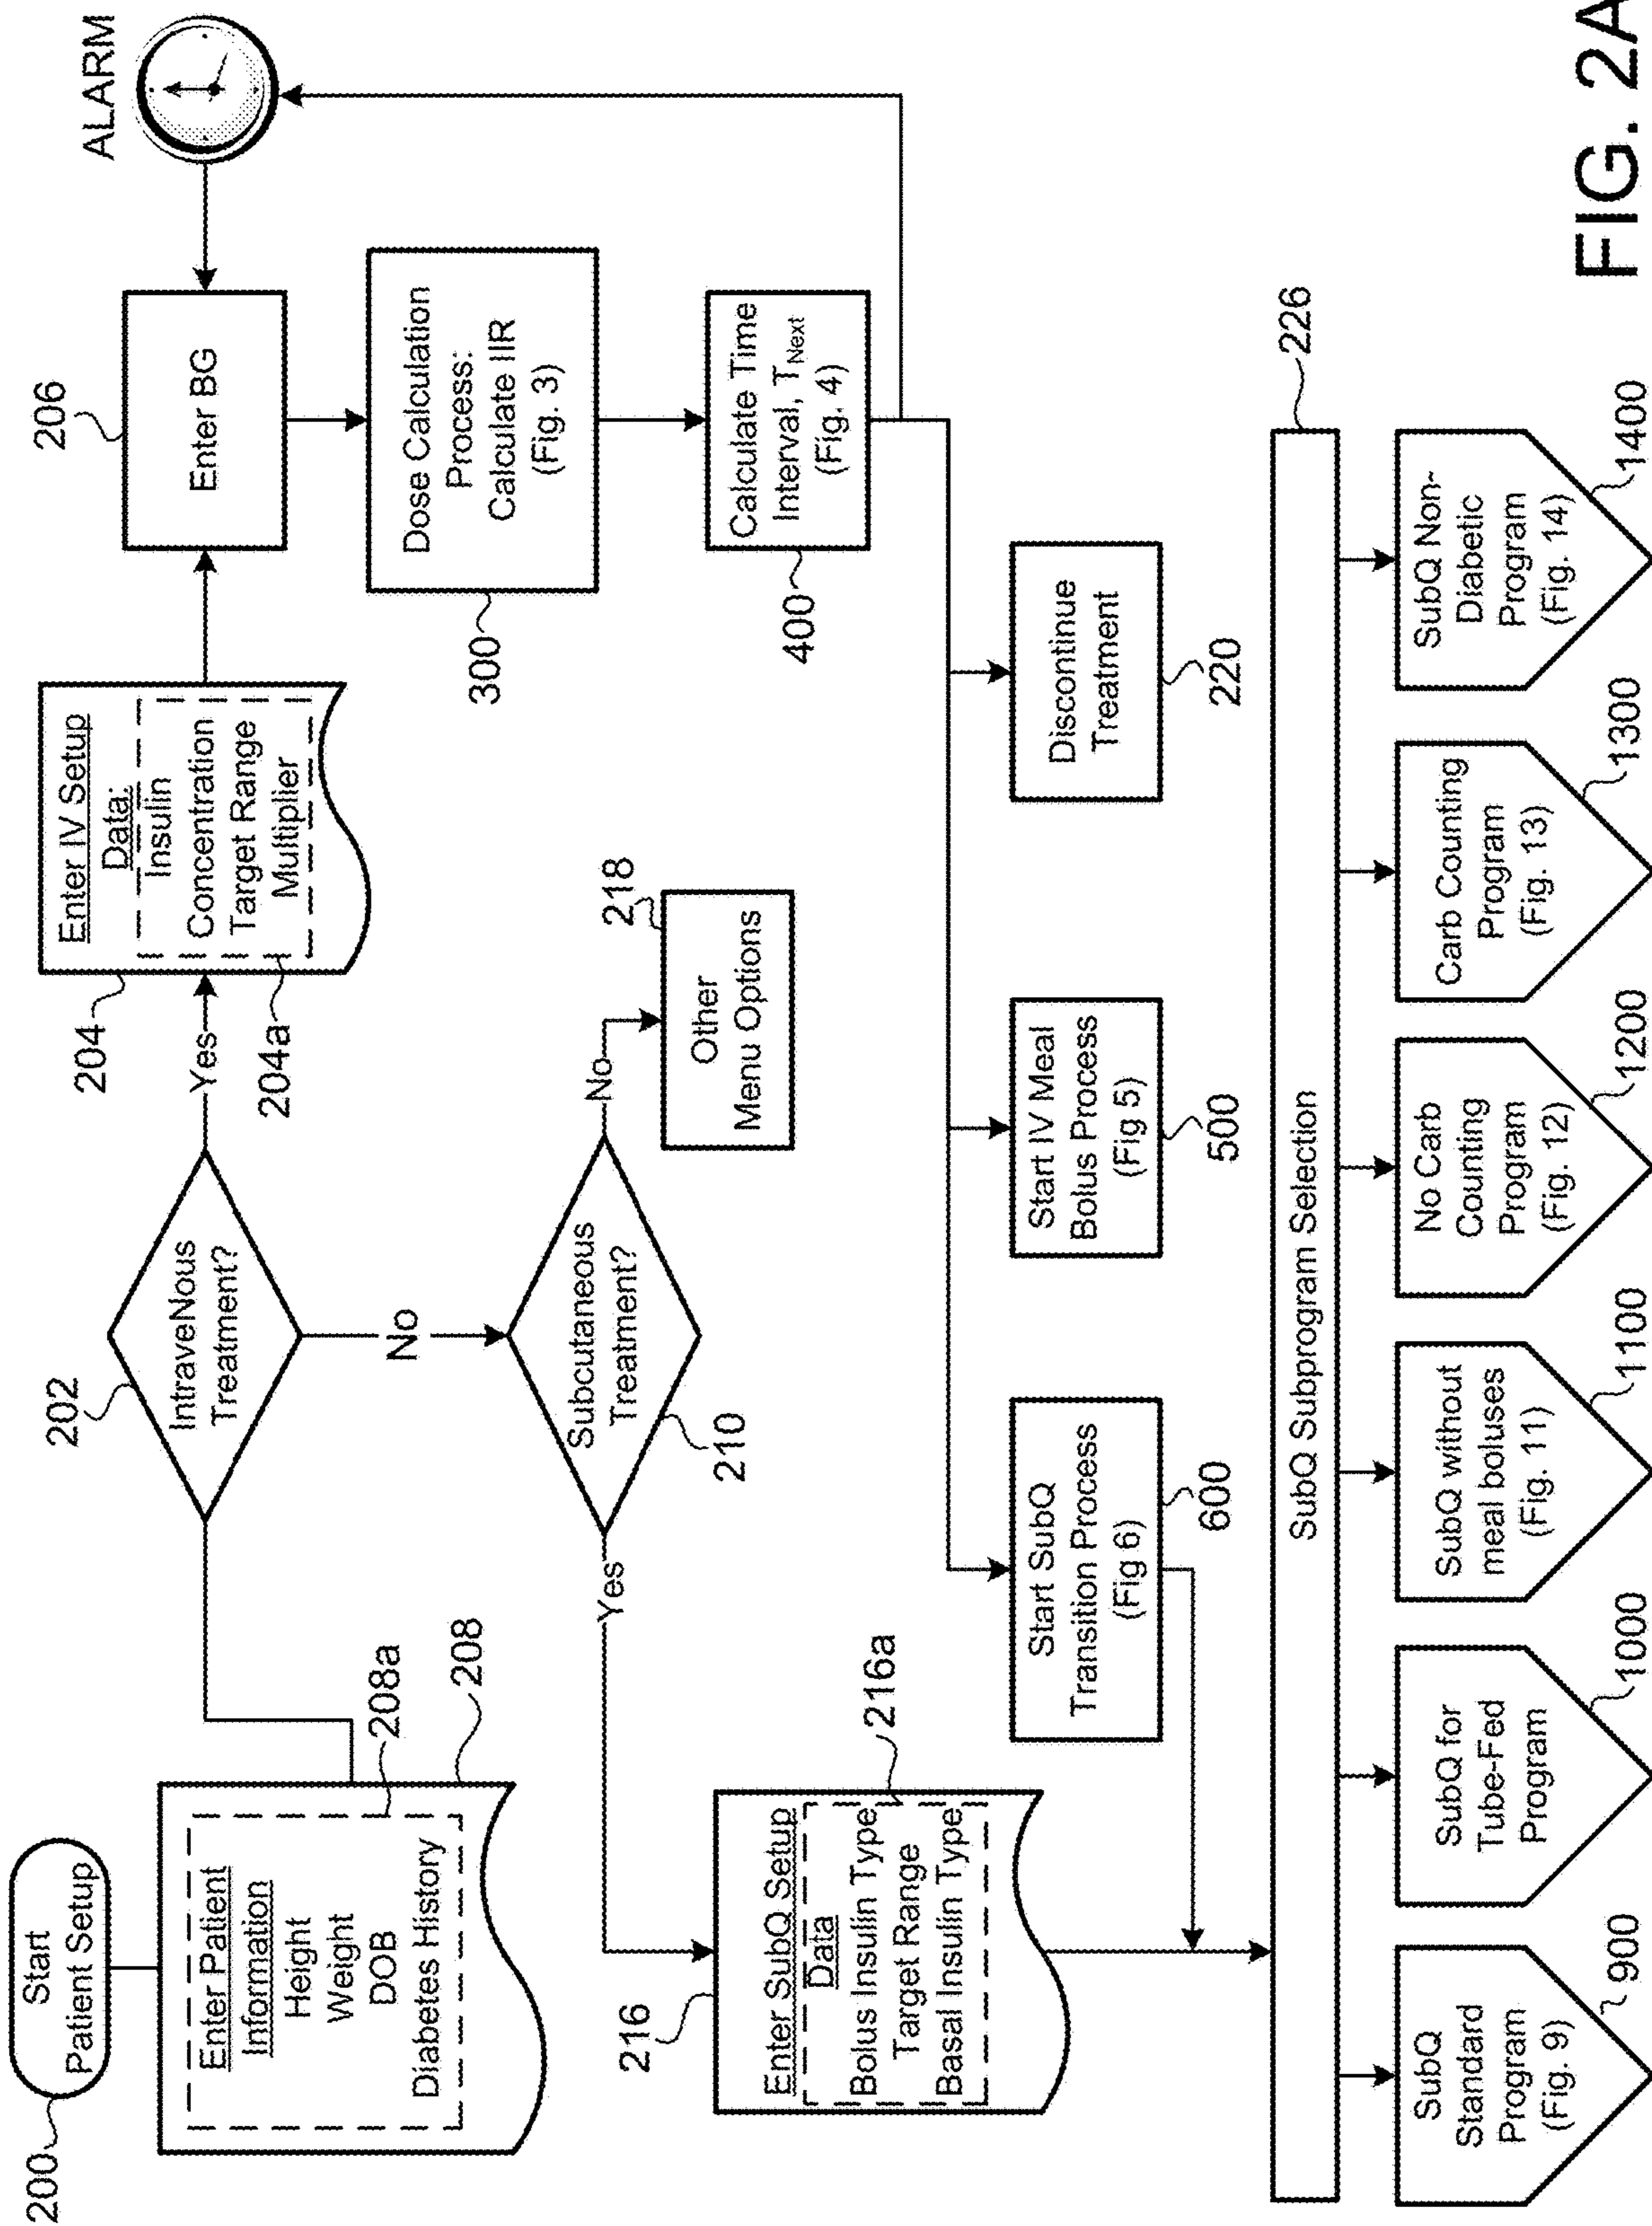 200
Start
Patient Setup
Enter Patient
Information
Height
Weight
DOB
Diabetes History
208a
208
202
IntraveNous
Treatment?
Yes
No
204
Enter IV Setup
Data:
Insulin
Concentration
Target Range
Multiplier
204a
206
Enter BG
ALARM
Dose Calculation
Process:
Calculate IIR
(Fig. 3)
300
Calculate Time
Interval, TNext
(Fig. 4)
400
Subcutaneous
Treatment?
210
Yes
No
218
Other
Menu Options
216
Enter SubQ Setup
Data
Bolus Insulin Type
Target Range
Basal Insulin Type
216a
Start SubQ
Transition Process
(Fig 6)
600
Start IV Meal
Bolus Process
(Fig 5)
500
Discontinue
Treatment
220
SubQ Subprogram Selection
226
SubQ
Standard
Program
(Fig. 9)
900
SubQ for
Tube-Fed
Program
1000
SubQ without
meal boluses
(Fig. 11)
1100
No Carb
Counting
Program
(Fig. 12)
1200
Carb Counting
Program
(Fig. 13)
1300
SubQ Non-
Diabetic
Program
(Fig. 14)
1400
FIG. 2A